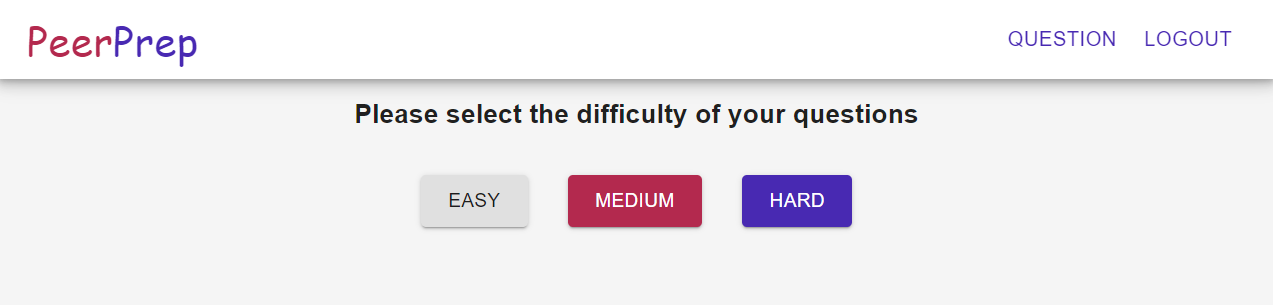 PeerPrep QUESTION LOGOUT
Please select the difficulty of your questions
EASY MEDIUM HARD